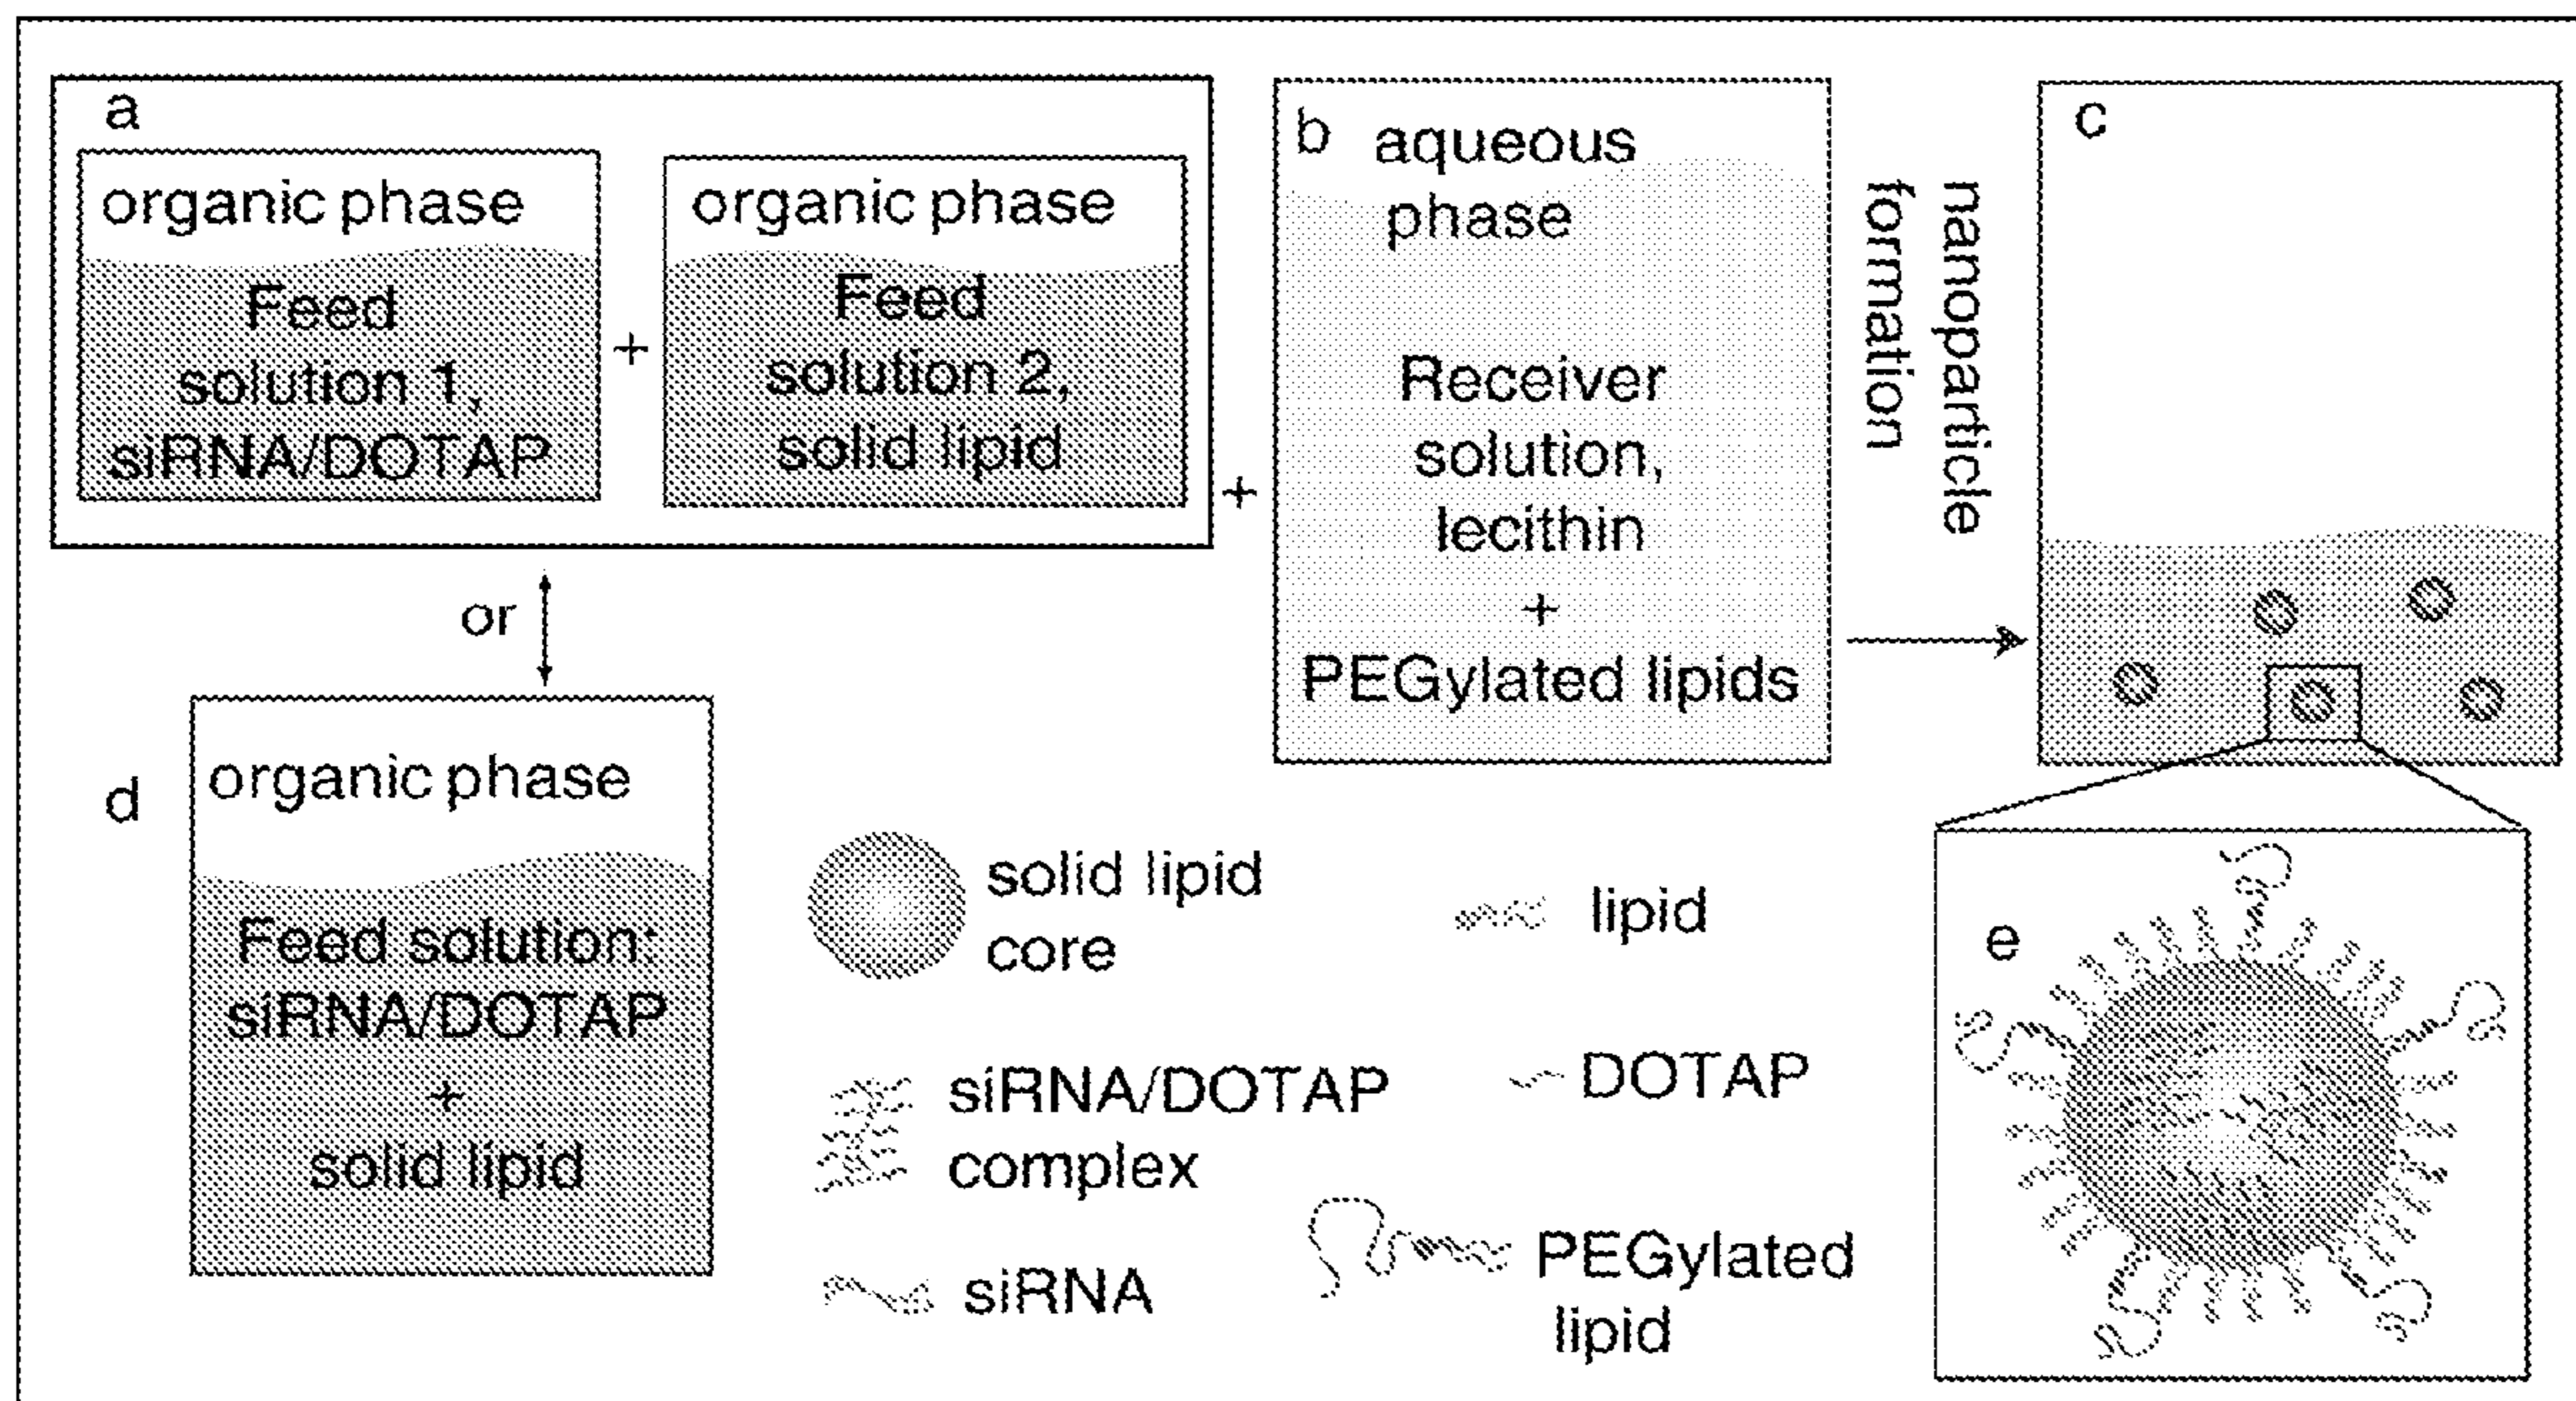 a
organic phase
Feed
solution 1,
siRNA/DOTAP
+
organic phase
Feed
solution 2,
solid lipid
+
b
aqueous
phase
Receiver
solution,
lecithin
+
PEGylated lipids
nanoparticle
formation
c
or
d
organic phase
Feed solution:
siRNA/DOTAP
+
solid lipid
solid lipid
core
siRNA/DOTAP
complex
siRNA
lipid
DOTAP
PEGylated
lipid
e